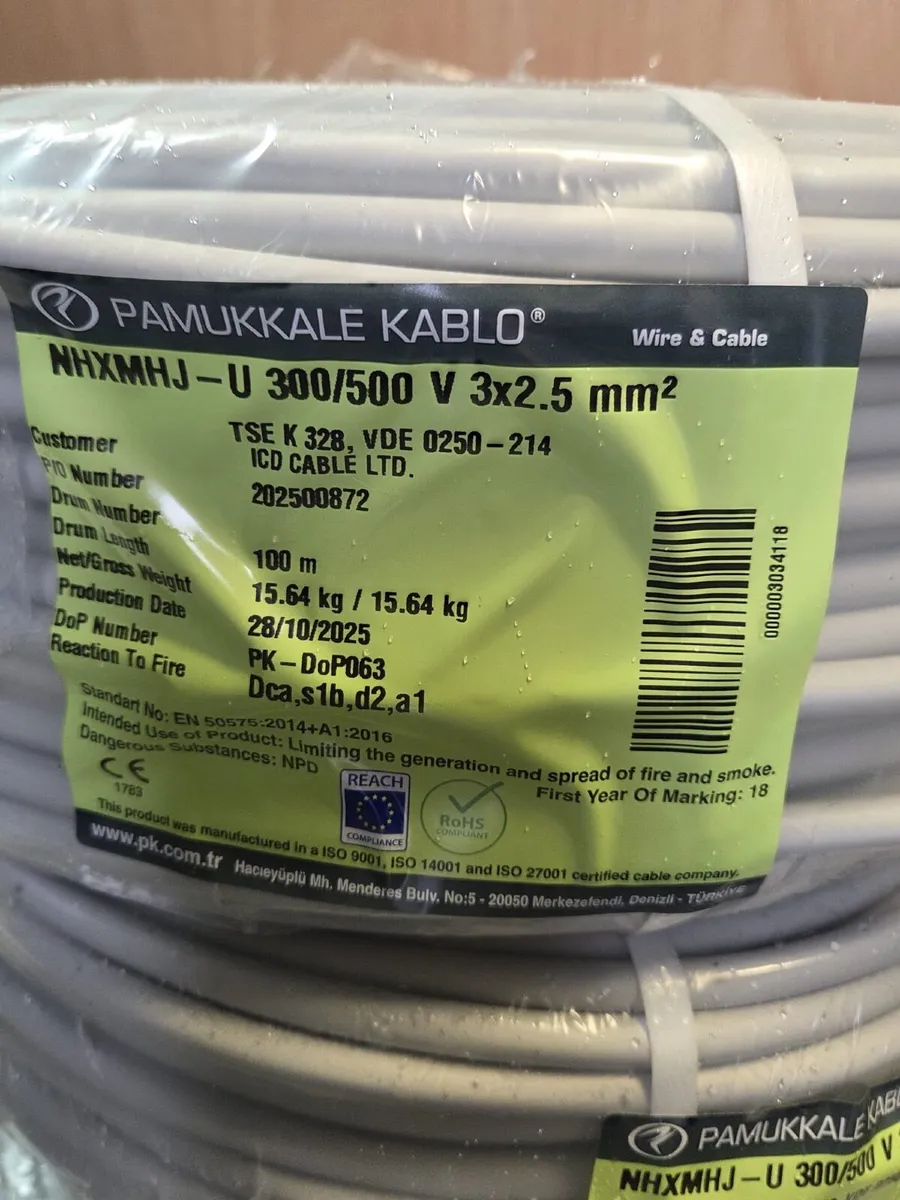 PAMUKKALE KABLO®
Wire & Cable
NHXMHJ-U 300/500 V 3x2.5 mm²
TSE K 328, VDE 0250-214
Customer ICD CABLE LTD.
P/O Number 202500872
Drum Number
Drum Length 100 m
Net/Gross Weight 15.64 kg / 15.64 kg
Production Date 28/10/2025
DoP Number PK-DoP063
Reaction To Fire Dca,s1b,d2,a1
0000003034118
Standart No: EN 50575:2014+A1:2016
Intended Use of Product: Limiting the generation and spread of fire and smoke.
Dangerous Substances: NPD
First Year Of Marking: 18
CE
1783
REACH
COMPLIANCE
RoHS
COMPLIANT
This product was manufactured in a ISO 9001, ISO 14001 and ISO 27001 certified cable company.
www.pk.com.tr Hacıeyüplü Mh. Menderes Bulv. No:5 - 20050 Merkezefendi, Denizli - TÜRKİYE
PAMUKKALE KABL
NHXMHJ-U 300/500 V